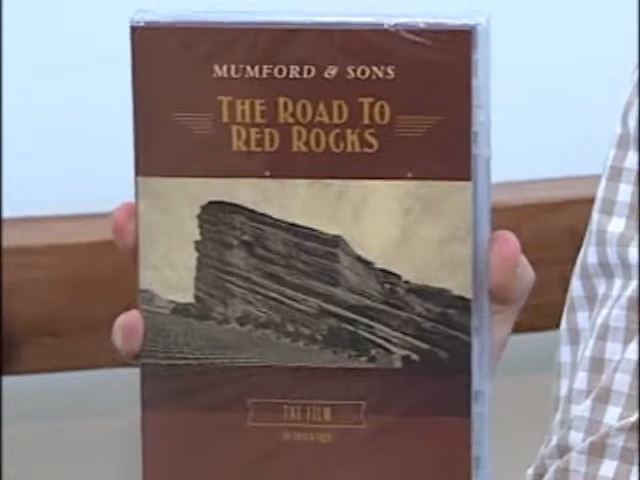 MUMFORD & SONS
THE ROAD TO
RED ROCKS
THE FILM